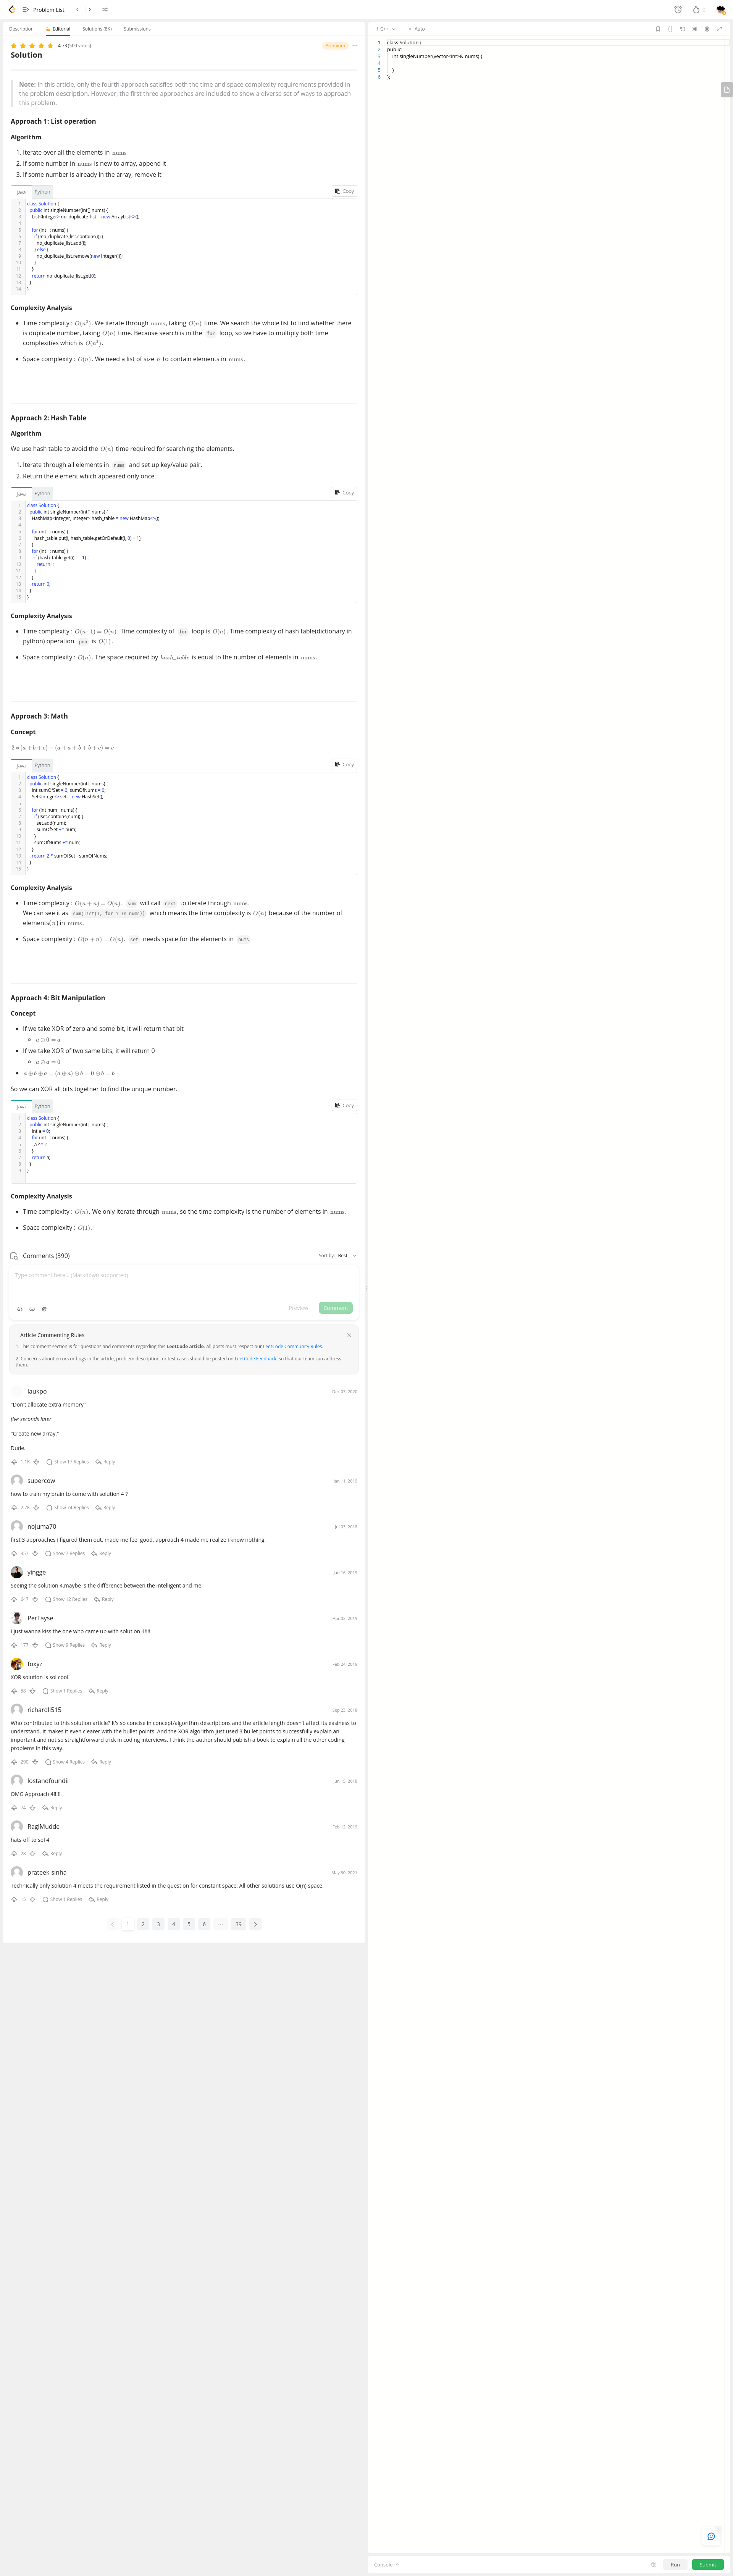 Problem List
0
Description
Editorial
Solutions (8K)
Submissions
4.73 (500 votes)
Premium
Solution
Note: In this article, only the fourth approach satisfies both the time and space complexity requirements provided in
the problem description. However, the first three approaches are included to show a diverse set of ways to approach
this problem.
Approach 1: List operation
Algorithm
1. Iterate over all the elements in nums
2. If some number in nums is new to array, append it
3. If some number is already in the array, remove it
Java
Python
Copy
1 class Solution {
2 public int singleNumber(int[] nums) {
3 List<Integer> no_duplicate_list = new ArrayList<>();
4
5 for (int i : nums) {
6 if (!no_duplicate_list.contains(i)) {
7 no_duplicate_list.add(i);
8 } else {
9 no_duplicate_list.remove(new Integer(i));
10 }
11 }
12 return no_duplicate_list.get(0);
13 }
14 }
Complexity Analysis
• Time complexity : O(n²). We iterate through nums, taking O(n) time. We search the whole list to find whether there
is duplicate number, taking O(n) time. Because search is in the for loop, so we have to multiply both time
complexities which is O(n²).
• Space complexity : O(n). We need a list of size n to contain elements in nums.
Approach 2: Hash Table
Algorithm
We use hash table to avoid the O(n) time required for searching the elements.
1. Iterate through all elements in nums and set up key/value pair.
2. Return the element which appeared only once.
Java
Python
Copy
1 class Solution {
2 public int singleNumber(int[] nums) {
3 HashMap<Integer, Integer> hash_table = new HashMap<>();
4
5 for (int i : nums) {
6 hash_table.put(i, hash_table.getOrDefault(i, 0) + 1);
7 }
8 for (int i : nums) {
9 if (hash_table.get(i) == 1) {
10 return i;
11 }
12 }
13 return 0;
14 }
15 }
Complexity Analysis
• Time complexity : O(n · 1) = O(n). Time complexity of for loop is O(n). Time complexity of hash table(dictionary in
python) operation pop is O(1).
• Space complexity : O(n). The space required by hash_table is equal to the number of elements in nums.
Approach 3: Math
Concept
2 ∗ (a + b + c) − (a + a + b + b + c) = c
Java
Python
Copy
1 class Solution {
2 public int singleNumber(int[] nums) {
3 int sumOfSet = 0, sumOfNums = 0;
4 Set<Integer> set = new HashSet();
5
6 for (int num : nums) {
7 if (!set.contains(num)) {
8 set.add(num);
9 sumOfSet += num;
10 }
11 sumOfNums += num;
12 }
13 return 2 * sumOfSet - sumOfNums;
14 }
15 }
Complexity Analysis
• Time complexity : O(n + n) = O(n). sum will call next to iterate through nums.
We can see it as sum(list(i, for i in nums)) which means the time complexity is O(n) because of the number of
elements(n) in nums.
• Space complexity : O(n + n) = O(n). set needs space for the elements in nums
Approach 4: Bit Manipulation
Concept
• If we take XOR of zero and some bit, it will return that bit
◦ a ⊕ 0 = a
• If we take XOR of two same bits, it will return 0
◦ a ⊕ a = 0
• a ⊕ b ⊕ a = (a ⊕ a) ⊕ b = 0 ⊕ b = b
So we can XOR all bits together to find the unique number.
Java
Python
Copy
1 class Solution {
2 public int singleNumber(int[] nums) {
3 int a = 0;
4 for (int i : nums) {
5 a ^= i;
6 }
7 return a;
8 }
9 }
Complexity Analysis
• Time complexity : O(n). We only iterate through nums, so the time complexity is the number of elements in nums.
• Space complexity : O(1).
Comments (390)
Sort by: Best
Type comment here... (Markdown supported)
Preview
Comment
Article Commenting Rules
1. This comment section is for questions and comments regarding this LeetCode article. All posts must respect our LeetCode Community Rules.
2. Concerns about errors or bugs in the article, problem description, or test cases should be posted on LeetCode Feedback, so that our team can address
them.
laukpo
Dec 07, 2020
"Don't allocate extra memory"
five seconds later
"Create new array."
Dude.
1.1K Show 17 Replies Reply
supercow
Jan 11, 2019
how to train my brain to come with solution 4 ?
2.7K Show 74 Replies Reply
nojuma70
Jul 03, 2018
first 3 approaches i figured them out. made me feel good. approach 4 made me realize i know nothing.
357 Show 7 Replies Reply
yingge
Jan 16, 2019
Seeing the solution 4,maybe is the difference between the intelligent and me.
647 Show 12 Replies Reply
PerTayse
Apr 02, 2019
I just wanna kiss the one who came up with solution 4!!!!
177 Show 9 Replies Reply
foxyz
Feb 24, 2019
XOR solution is sol cool!
56 Show 1 Replies Reply
richardli515
Sep 23, 2018
Who contributed to this solution article? It's so concise in concept/algorithm descriptions and the article length doesn't affect its easiness to
understand. It makes it even clearer with the bullet points. And the XOR algorithm just used 3 bullet points to successfully explain an
important and not so straightforward trick in coding interviews. I think the author should publish a book to explain all the other coding
problems in this way.
290 Show 4 Replies Reply
lostandfoundii
Jun 15, 2018
OMG Approach 4!!!!!
74 Reply
RagiMudde
Feb 12, 2019
hats-off to sol 4
28 Reply
prateek-sinha
May 30, 2021
Technically only Solution 4 meets the requirement listed in the question for constant space. All other solutions use O(n) space.
15 Show 1 Replies Reply
1 2 3 4 5 6 ... 39
C++
Auto
1 class Solution {
2 public:
3 int singleNumber(vector<int>& nums) {
4
5 }
6 };
Console
Run
Submit